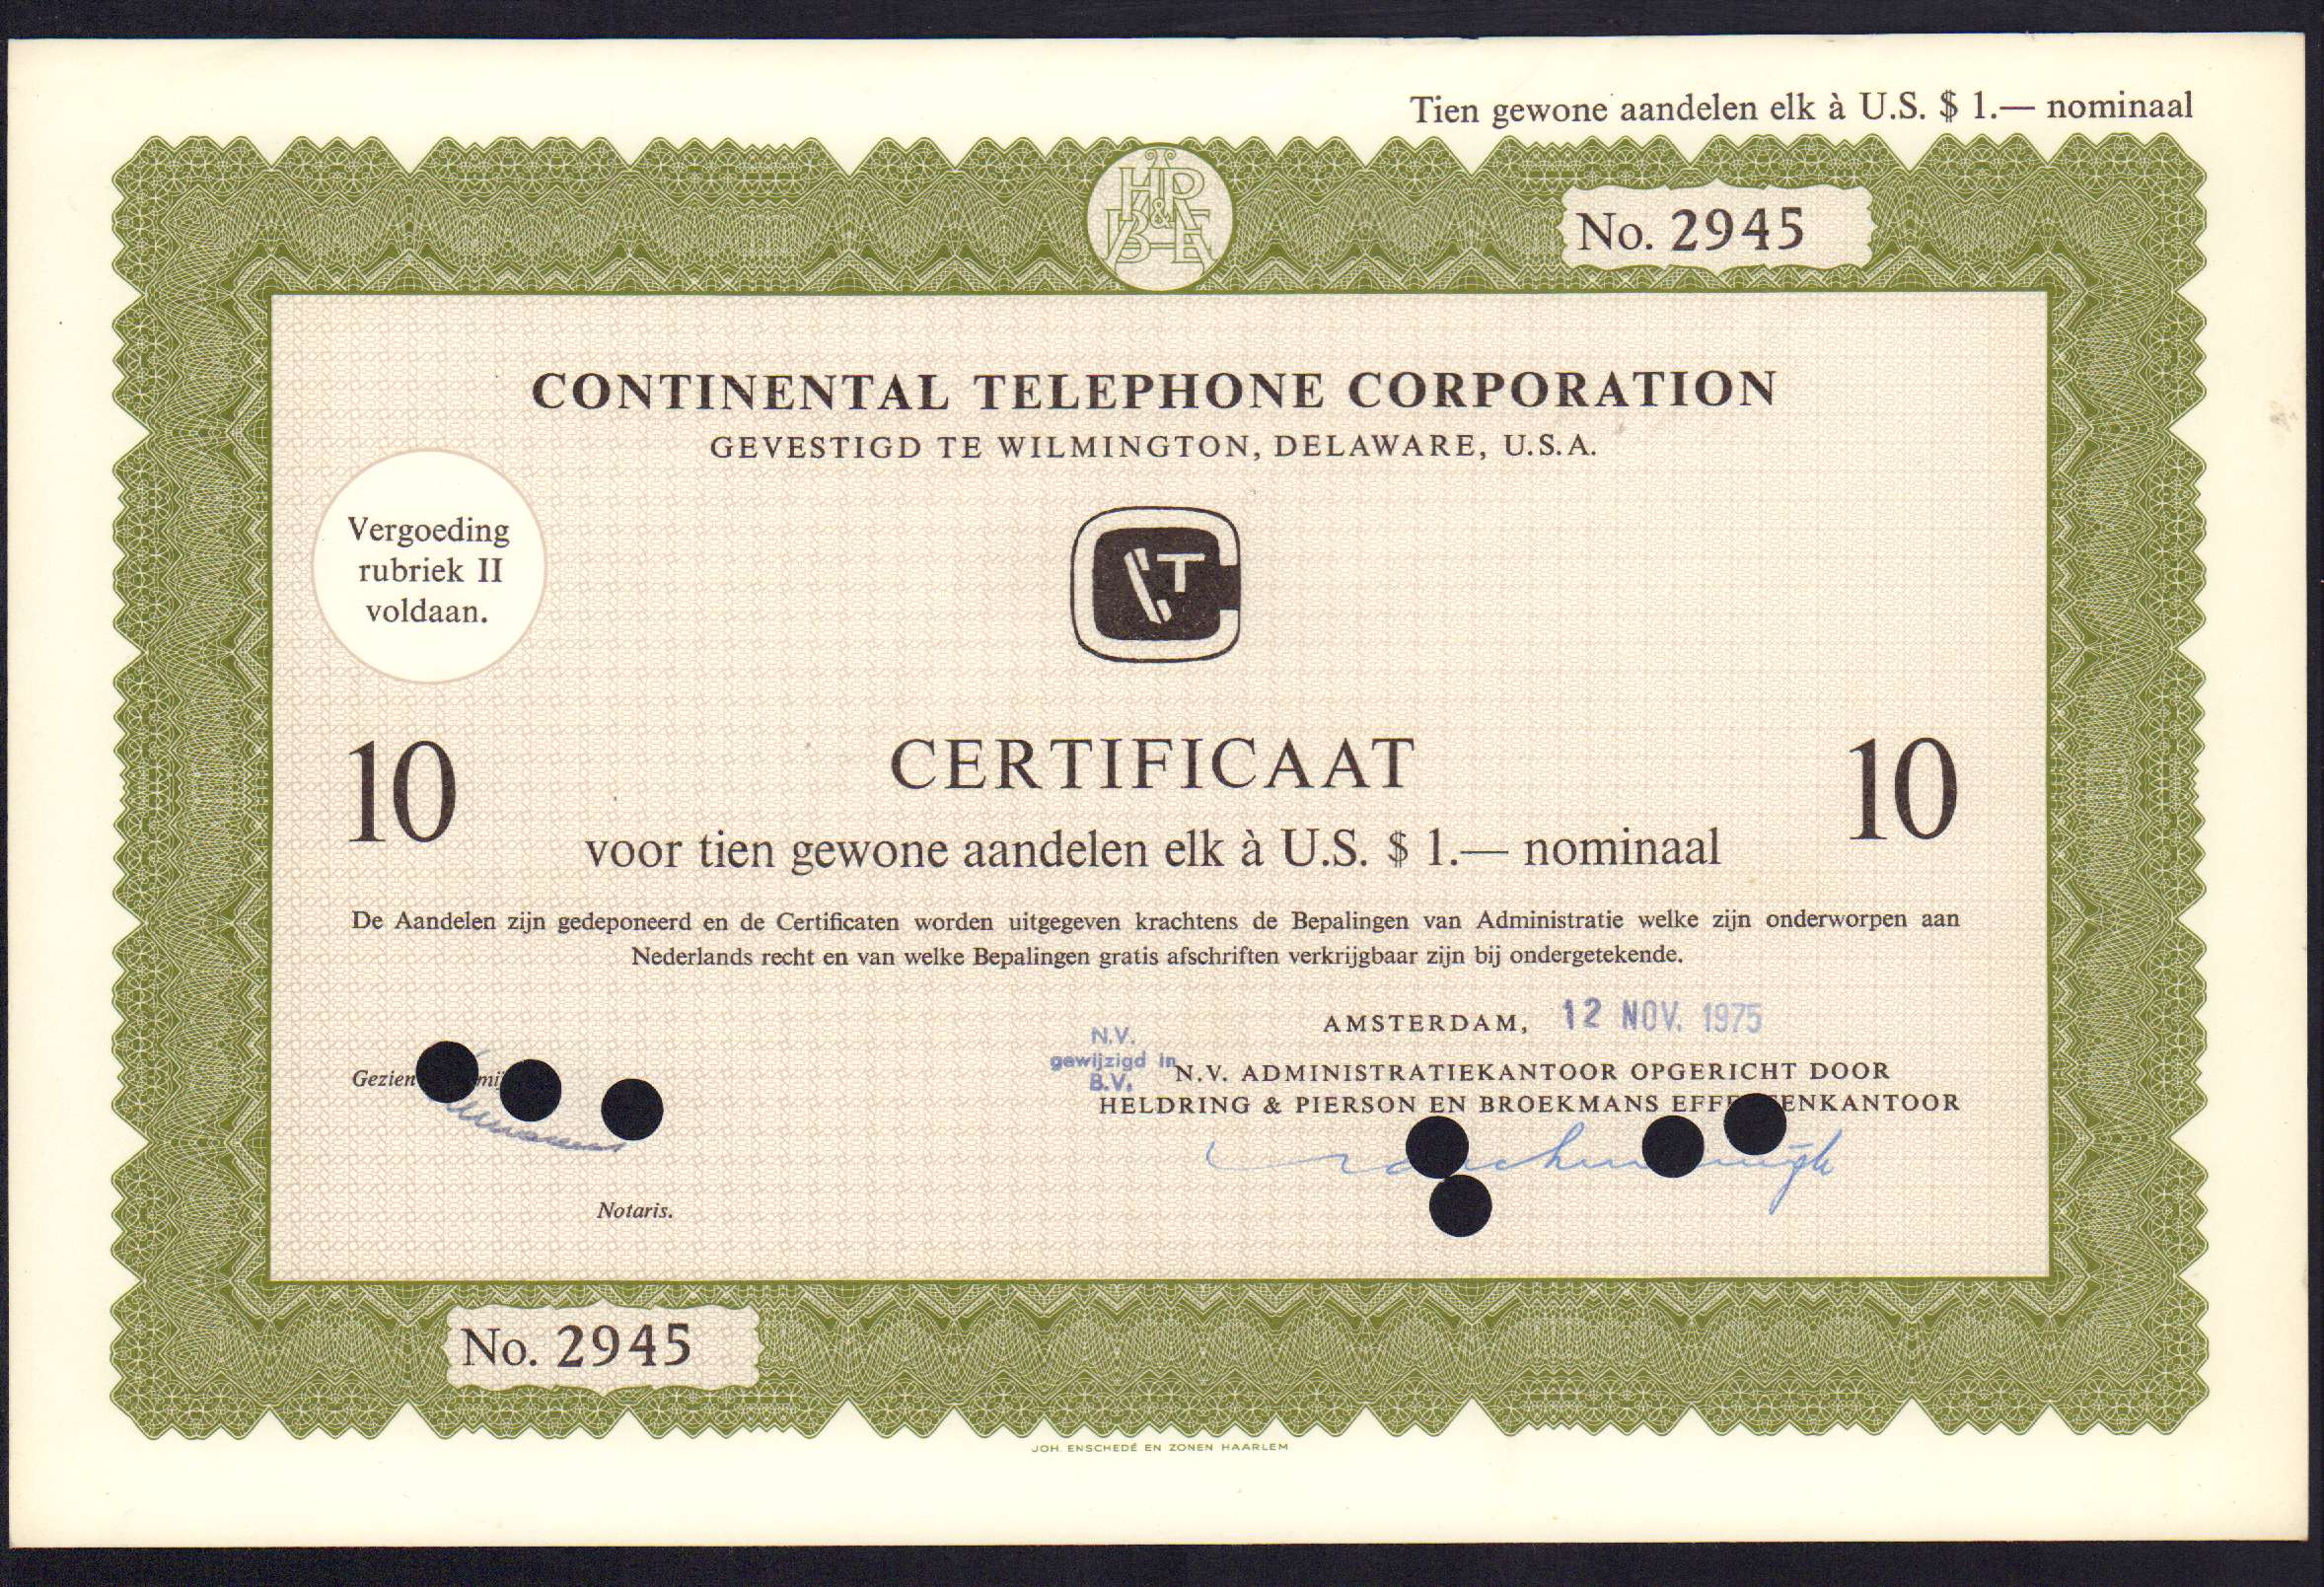 Tien gewone aandelen elk à U.S. $ 1.— nominaal
No. 2945
CONTINENTAL TELEPHONE CORPORATION
GEVESTIGD TE WILMINGTON, DELAWARE, U.S.A.
Vergoeding
rubriek II
voldaan.
T
10
CERTIFICAAT
10
voor tien gewone aandelen elk à U.S. $ 1.— nominaal
De Aandelen zijn gedeponeerd en de Certificaten worden uitgegeven krachtens de Bepalingen van Administratie welke zijn onderworpen aan
Nederlands recht en van welke Bepalingen gratis afschriften verkrijgbaar zijn bij ondergetekende.
AMSTERDAM, 12 NOV. 1975
N.V.
gewijzigd in
B.V.
N.V. ADMINISTRATIEKANTOOR OPGERICHT DOOR
HELDRING & PIERSON EN BROEKMANS EFFECTENKANTOOR
Gezien
Notaris.
No. 2945
JOH. ENSCHEDÉ EN ZONEN HAARLEM